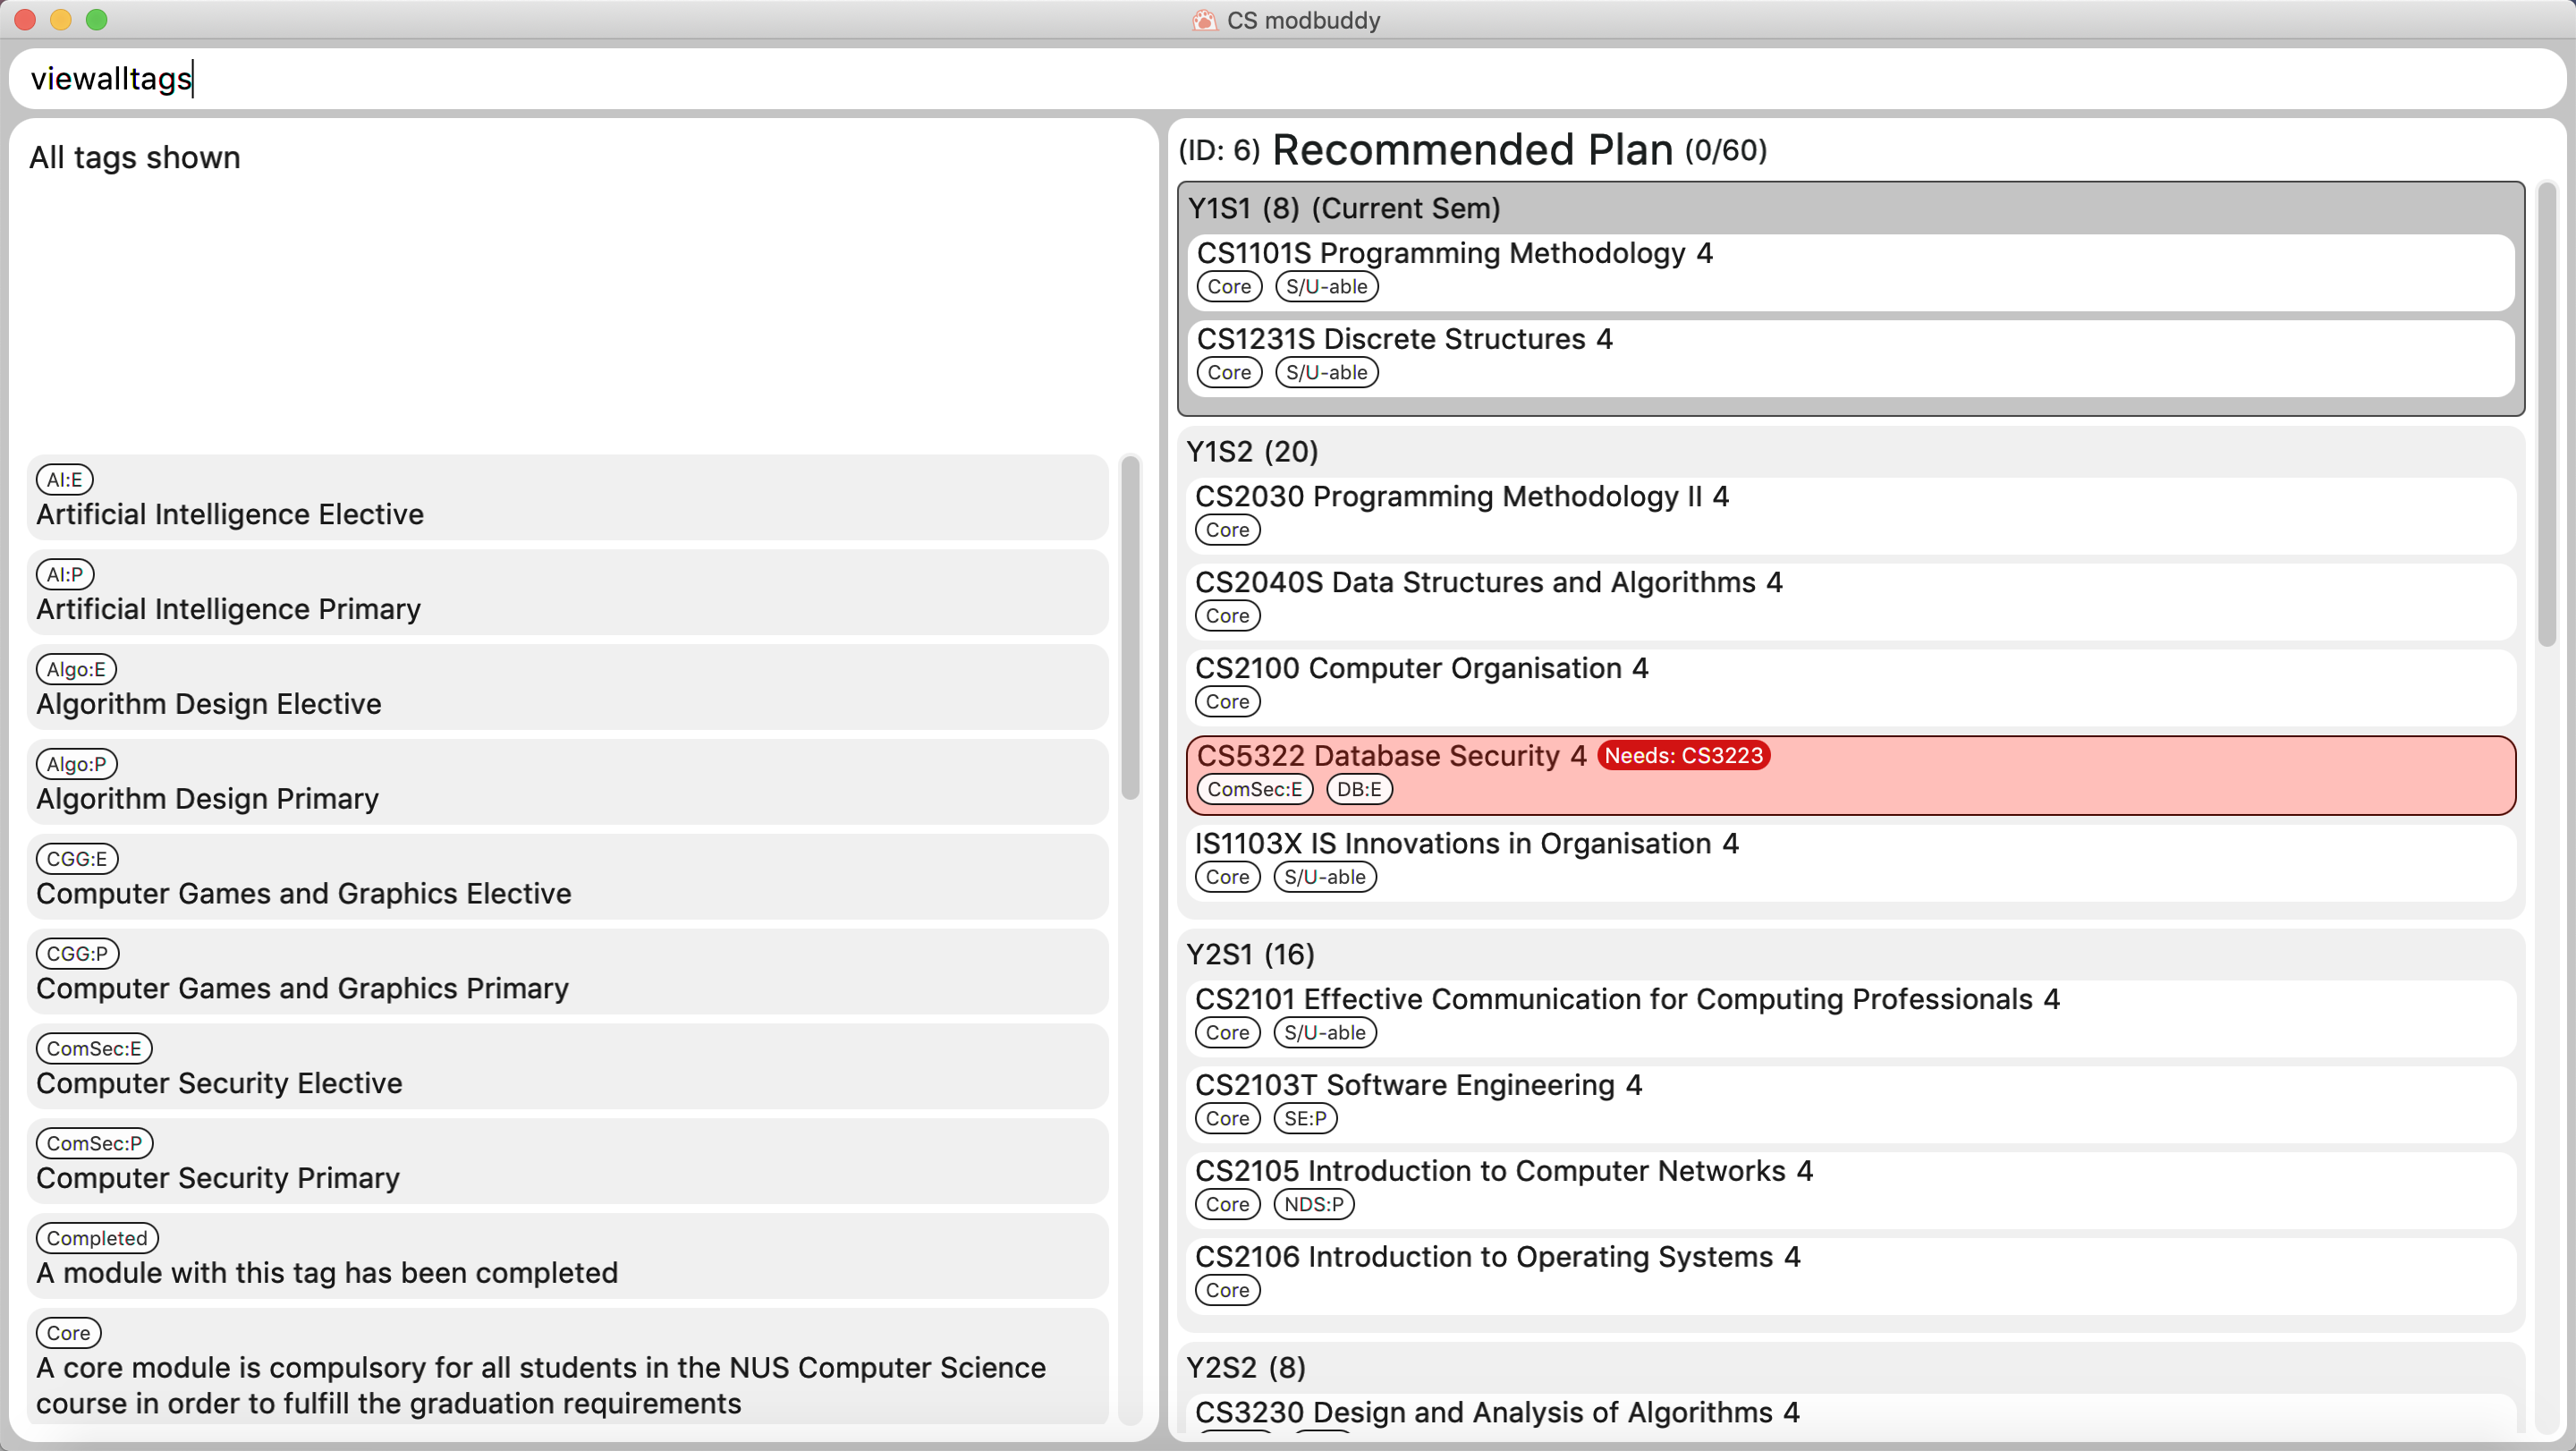 CS modbuddy
viewalltags
All tags shown
AI:E
Artificial Intelligence Elective
AI:P
Artificial Intelligence Primary
Algo:E
Algorithm Design Elective
Algo:P
Algorithm Design Primary
CGG:E
Computer Games and Graphics Elective
CGG:P
Computer Games and Graphics Primary
ComSec:E
Computer Security Elective
ComSec:P
Computer Security Primary
Completed
A module with this tag has been completed
Core
A core module is compulsory for all students in the NUS Computer Science
course in order to fulfill the graduation requirements
(ID: 6) Recommended Plan (0/60)
Y1S1 (8) (Current Sem)
CS1101S Programming Methodology 4
Core S/U-able
CS1231S Discrete Structures 4
Core S/U-able
Y1S2 (20)
CS2030 Programming Methodology II 4
Core
CS2040S Data Structures and Algorithms 4
Core
CS2100 Computer Organisation 4
Core
CS5322 Database Security 4 Needs: CS3223
ComSec:E DB:E
IS1103X IS Innovations in Organisation 4
Core S/U-able
Y2S1 (16)
CS2101 Effective Communication for Computing Professionals 4
Core S/U-able
CS2103T Software Engineering 4
Core SE:P
CS2105 Introduction to Computer Networks 4
Core NDS:P
CS2106 Introduction to Operating Systems 4
Core
Y2S2 (8)
CS3230 Design and Analysis of Algorithms 4